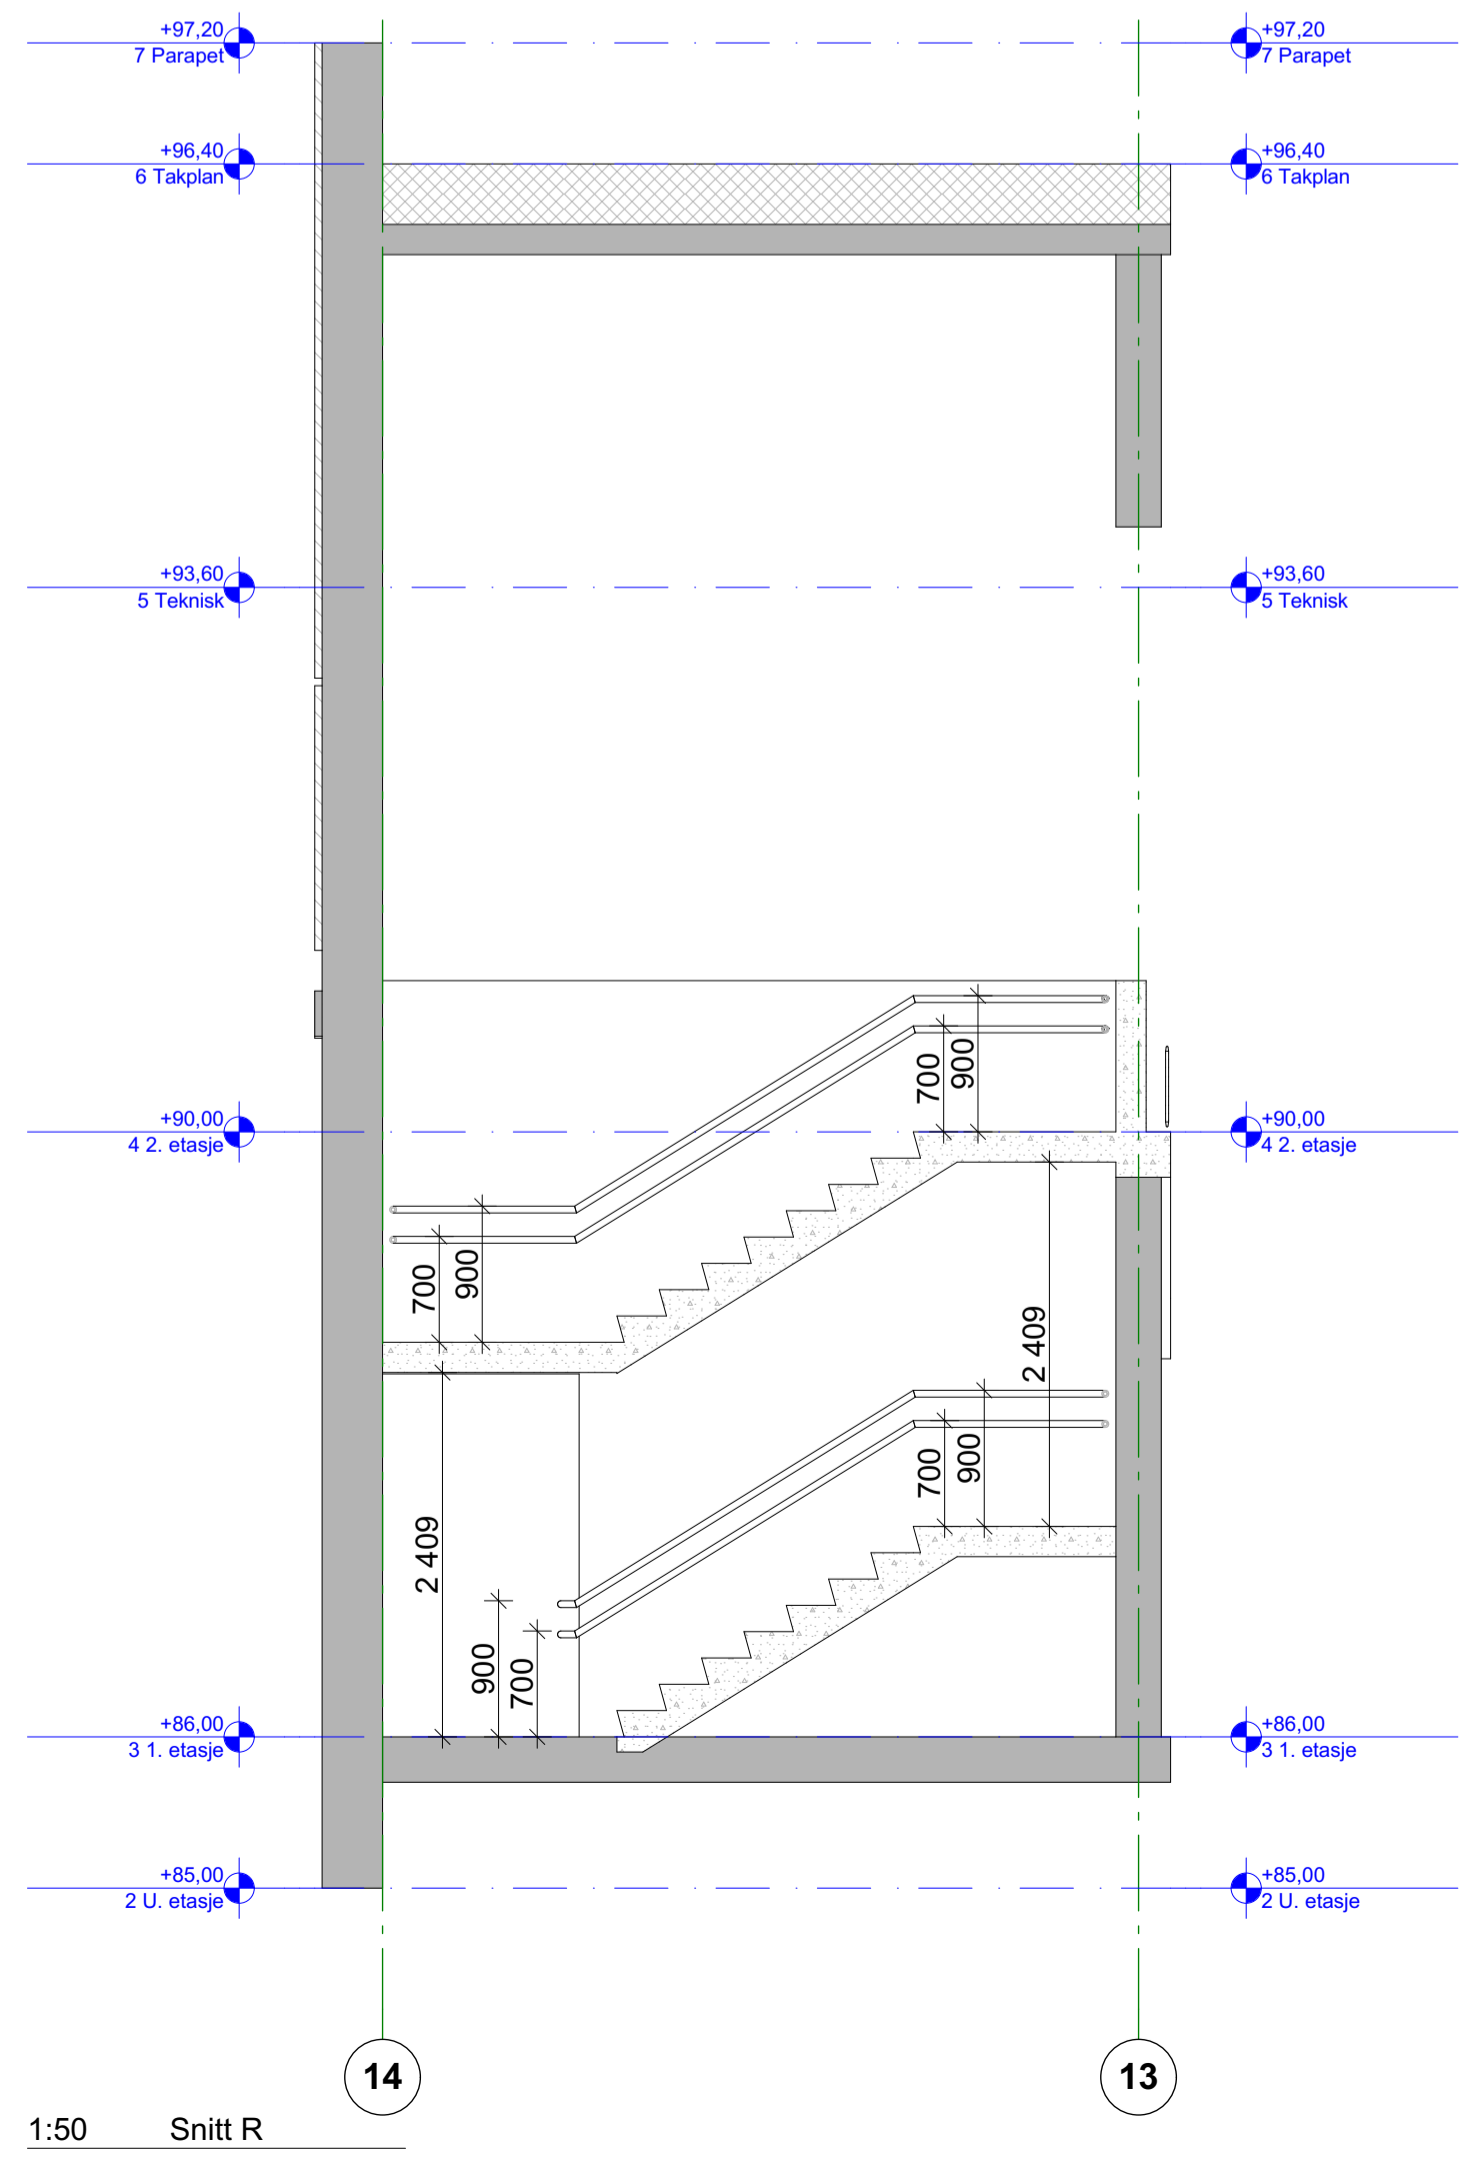 +97,20
7 Parapet
+97,20
7 Parapet
+96,40
6 Takplan
+96,40
6 Takplan
+93,60
5 Teknisk
+93,60
5 Teknisk
700
900
+90,00
4 2. etasje
+90,00
4 2. etasje
700
900
2 409
700
900
2 409
900
700
+86,00
3 1. etasje
+86,00
3 1. etasje
+85,00
2 U. etasje
+85,00
2 U. etasje
14
13
1:50 Snitt R